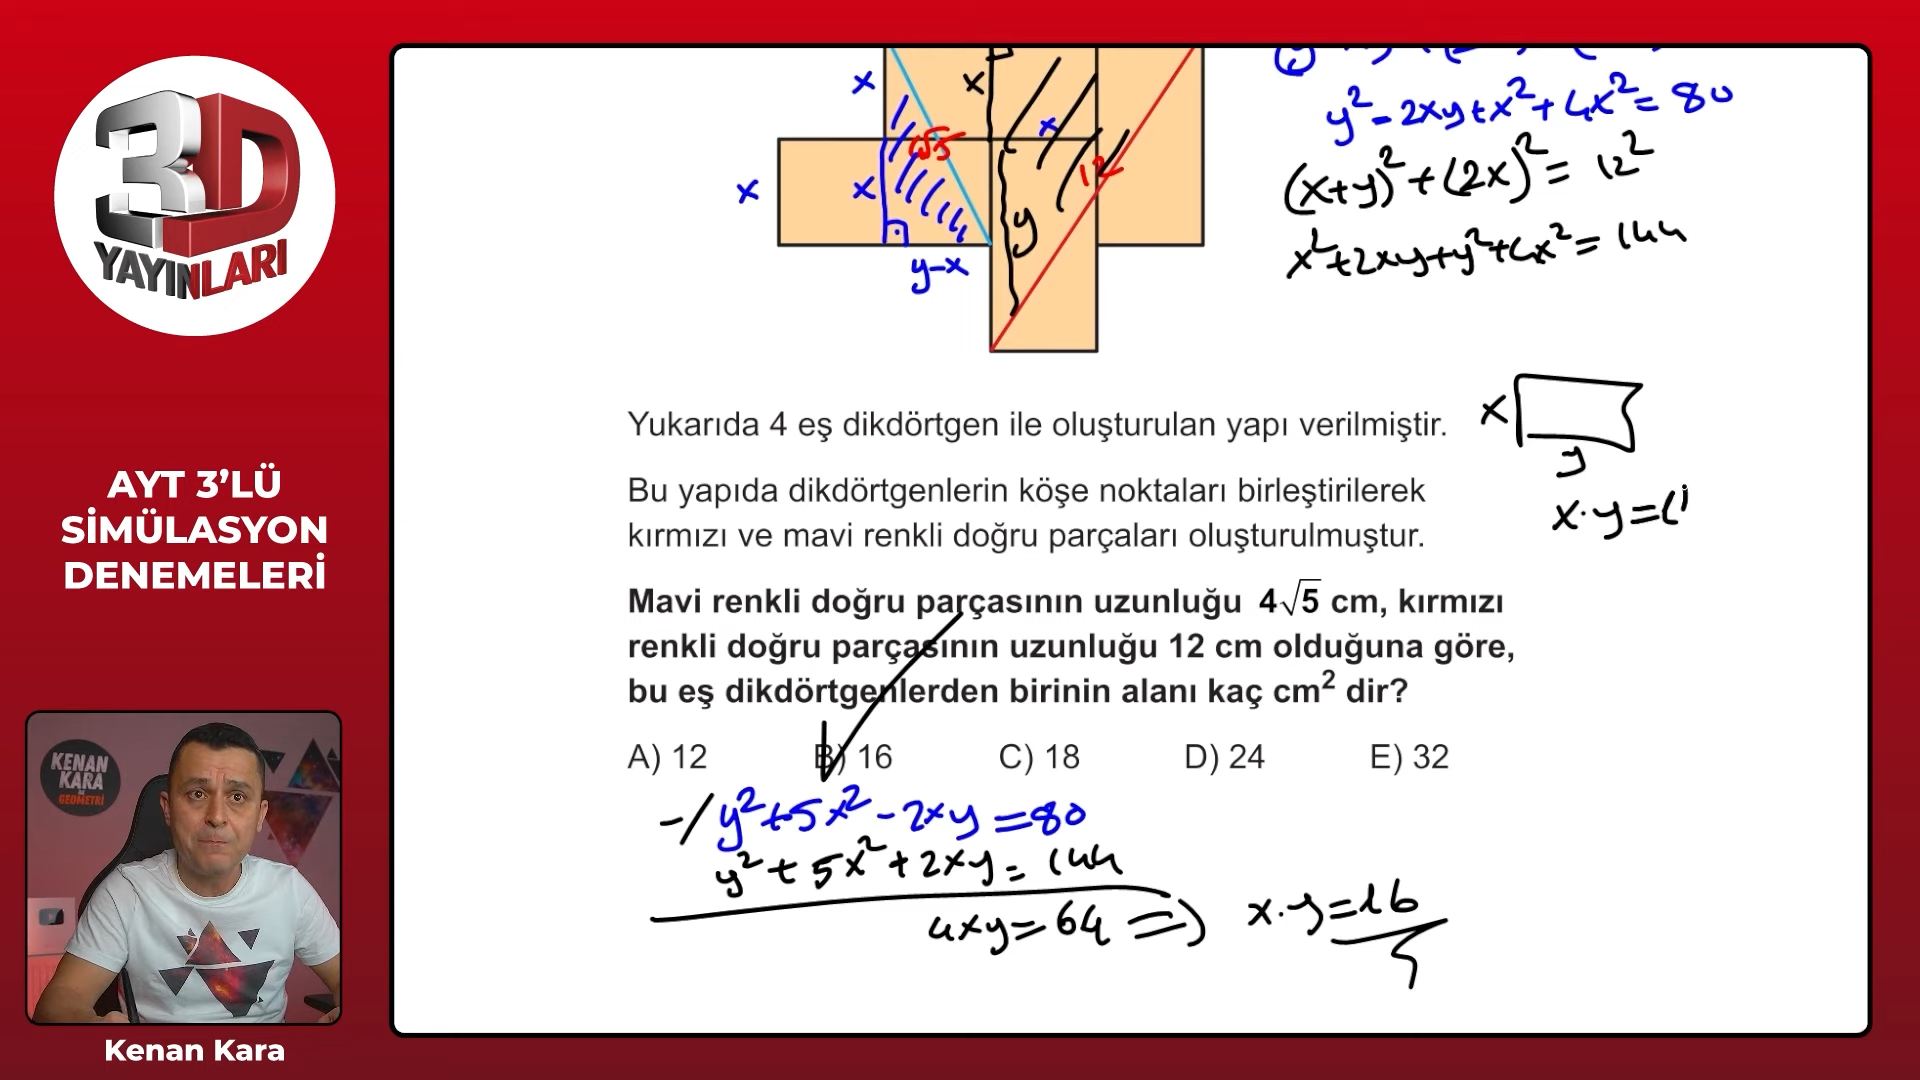 3D
YAYINLARI
AYT 3'LÜ
SİMÜLASYON
DENEMELERİ
KENAN
KARA
GEOMETRİ
Kenan Kara
x
x
x
√5
x
x
x
12
y
y-x
y²-2xy+x²+4x²=80
(x+y)²+(2x)²=12²
x²+2xy+y²+4x²=144
Yukarıda 4 eş dikdörtgen ile oluşturulan yapı verilmiştir.
x
y
x·y=
Bu yapıda dikdörtgenlerin köşe noktaları birleştirilerek
kırmızı ve mavi renkli doğru parçaları oluşturulmuştur.
Mavi renkli doğru parçasının uzunluğu 4√5 cm, kırmızı
renkli doğru parçasının uzunluğu 12 cm olduğuna göre,
bu eş dikdörtgenlerden birinin alanı kaç cm² dir?
A) 12 B) 16 C) 18 D) 24 E) 32
-/ y²+5x²-2xy=80
y²+5x²+2xy=144
4xy=64 => x·y=16